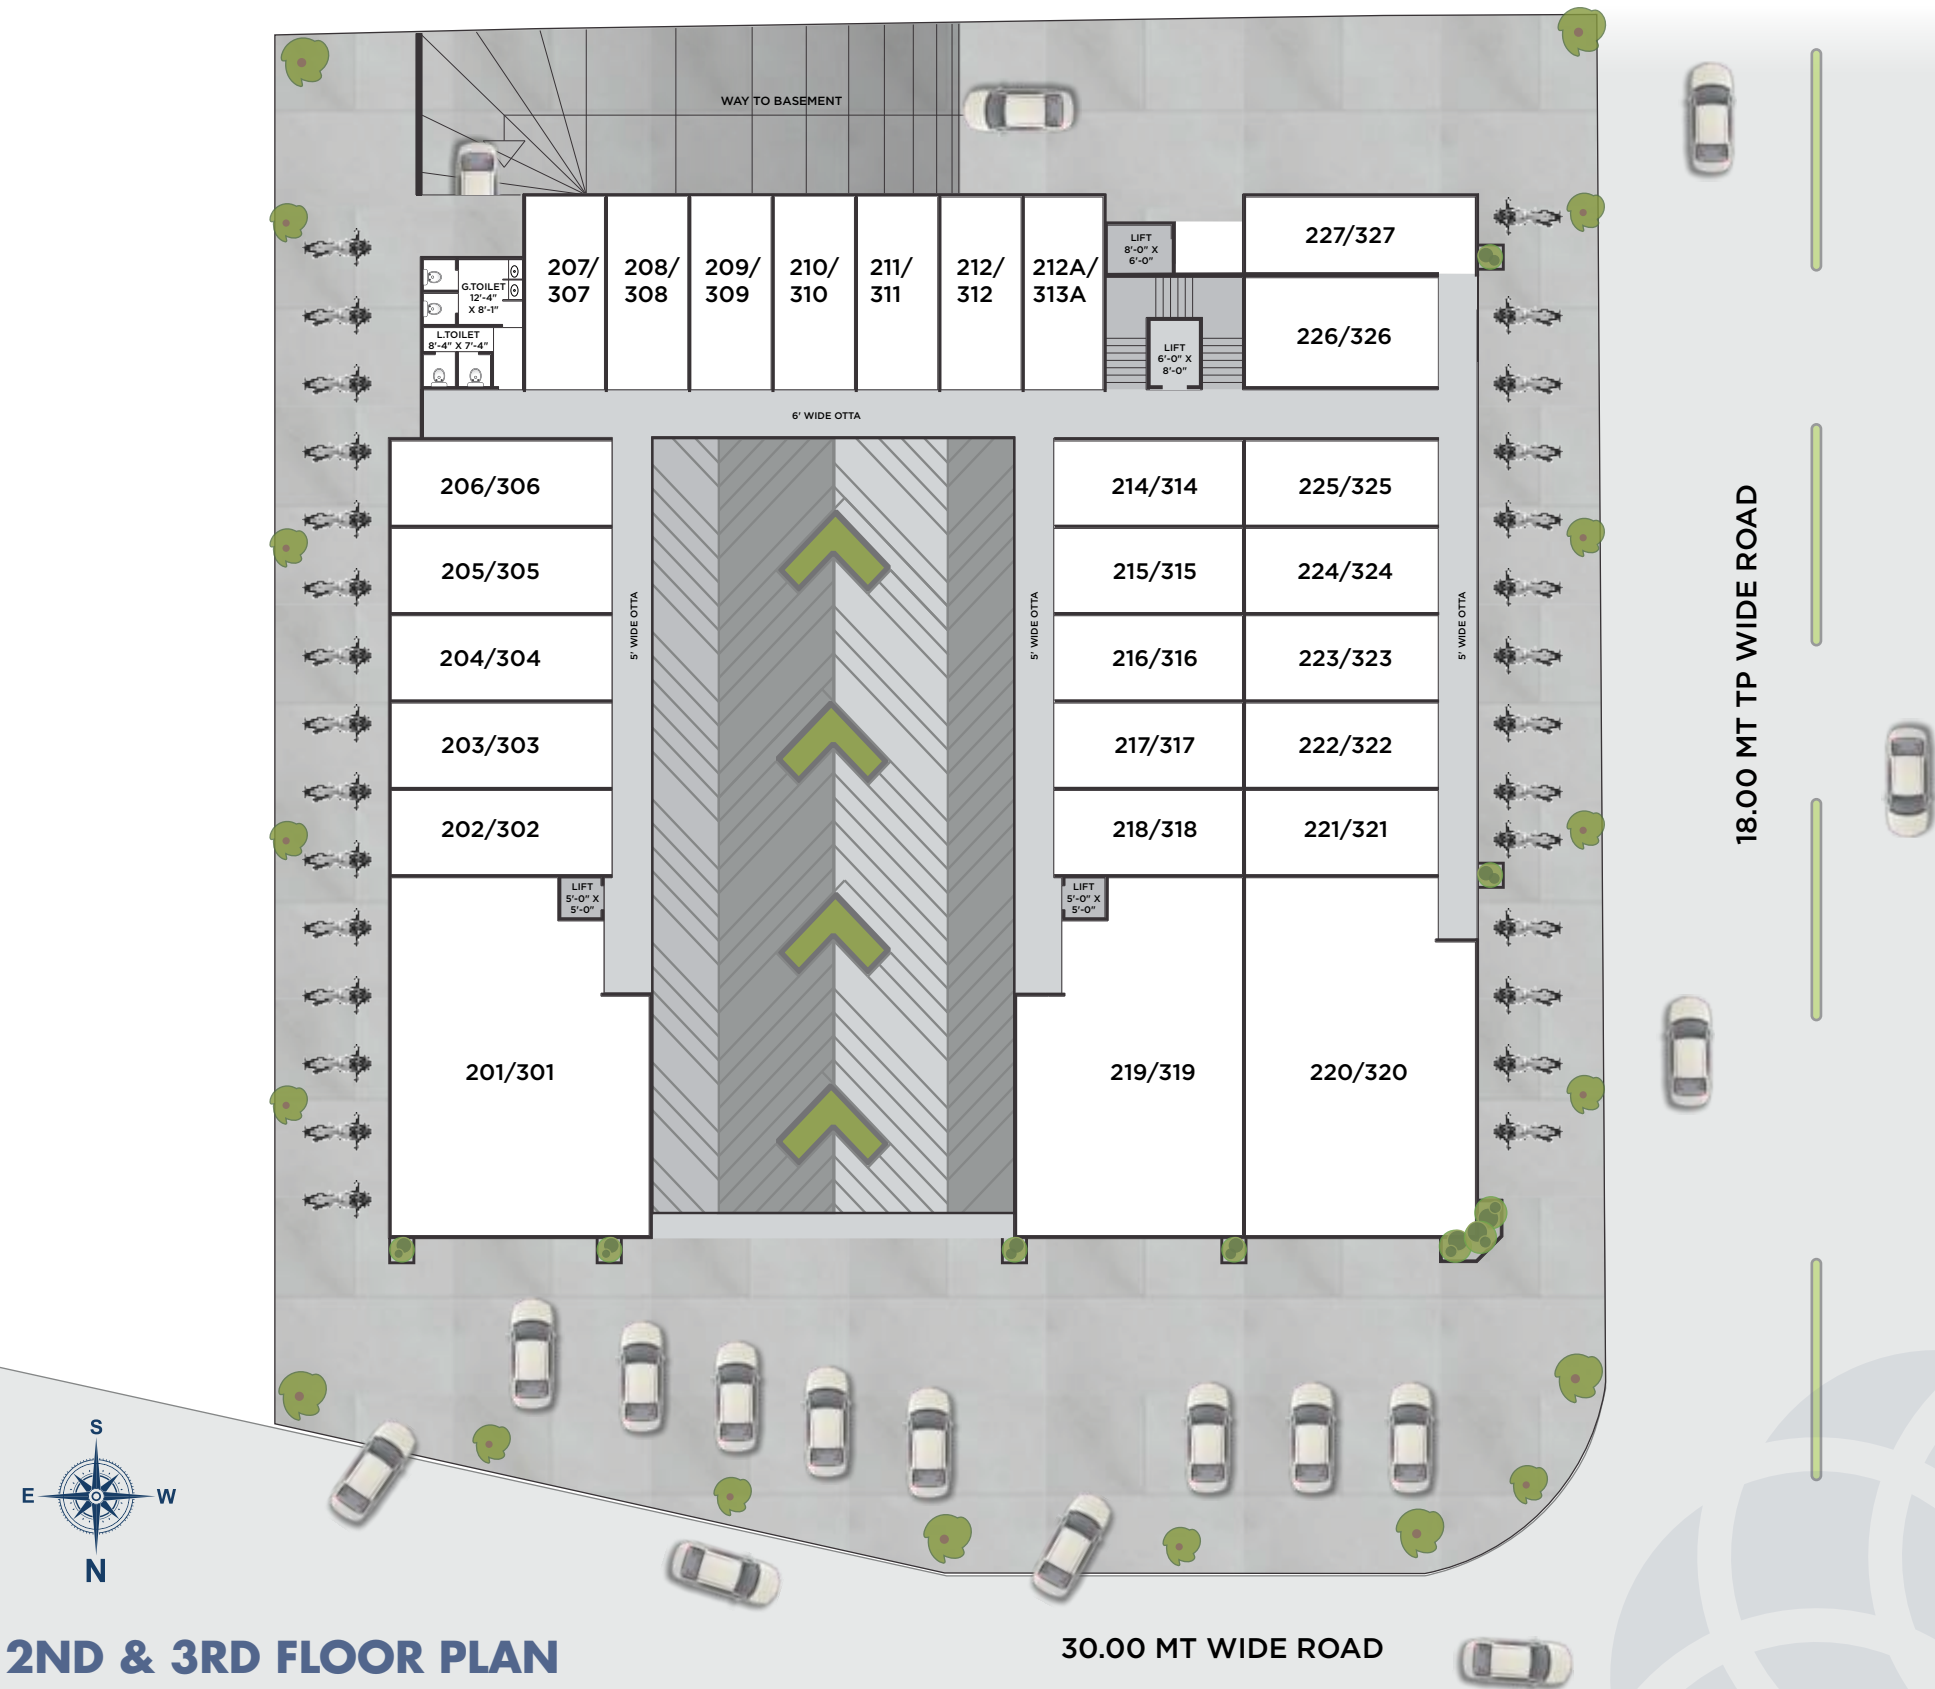 WAY TO BASEMENT
227/327
LIFT
8'-0" X
6'-0"
207/
307
208/
308
209/
309
210/
310
211/
311
212/
312
212A/
313A
G.TOILET
12'-4"
X 8'-1"
L.TOILET
8'-4" X 7'-4"
LIFT
6'-0" X
8'-0"
226/326
6' WIDE OTTA
206/306
214/314
225/325
205/305
215/315
224/324
5' WIDE OTTA
5' WIDE OTTA
5' WIDE OTTA
18.00 MT TP WIDE ROAD
204/304
216/316
223/323
203/303
217/317
222/322
202/302
218/318
221/321
LIFT
5'-0" X
5'-0"
LIFT
5'-0" X
5'-0"
201/301
219/319
220/320
S
E
W
N
2ND & 3RD FLOOR PLAN
30.00 MT WIDE ROAD